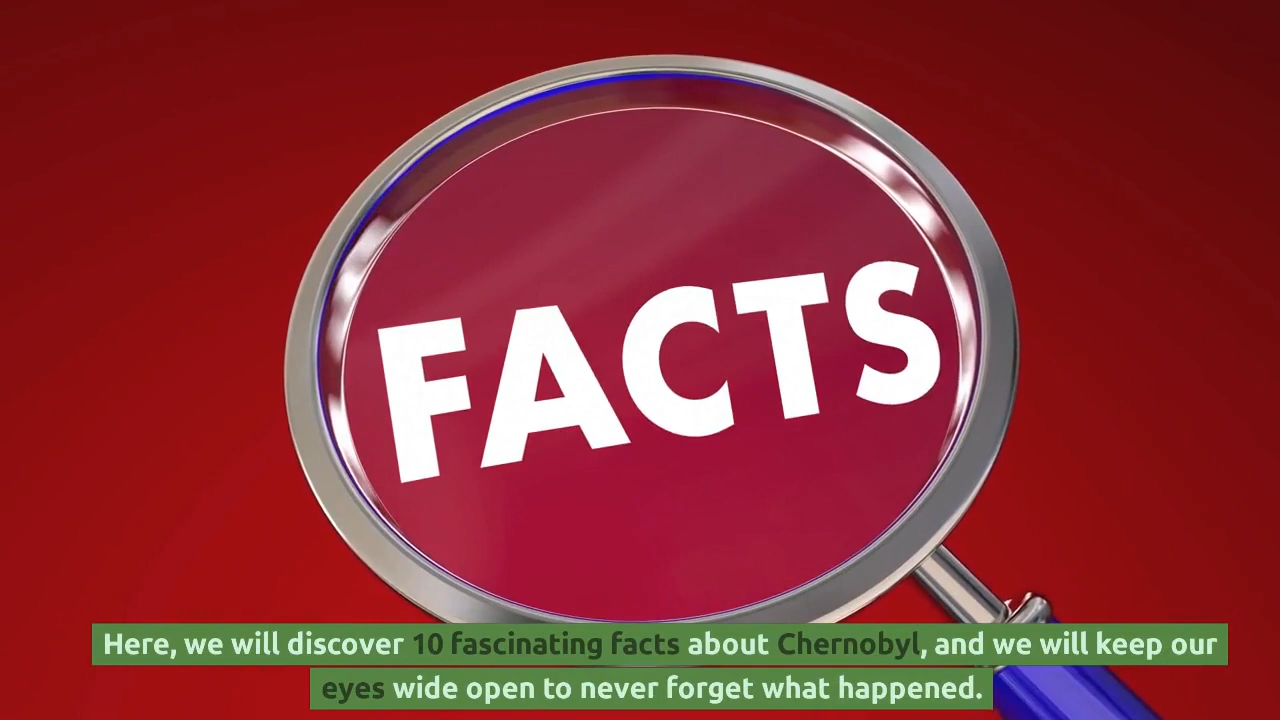 FACTS
Here, we will discover 10 fascinating facts about Chernobyl, and we will keep our
eyes wide open to never forget what happened.